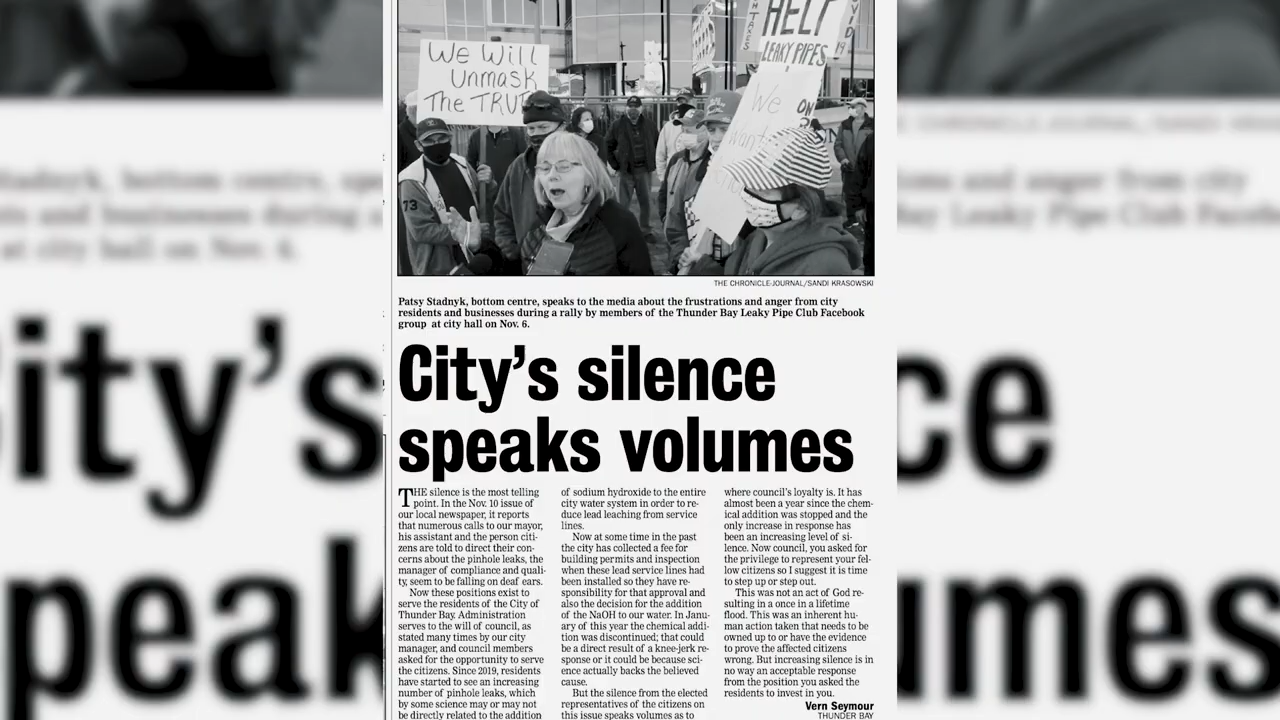 We Will
Unmask
The TRUT
HELP
LEAKY PIPES
We
want
ON
19
73
THE CHRONICLE-JOURNAL/SANDI KRASOWSKI
Patsy Stadnyk, bottom centre, speaks to the media about the frustrations and anger from city
residents and businesses during a rally by members of the Thunder Bay Leaky Pipe Club Facebook
group at city hall on Nov. 6.
City's silence
speaks volumes
THE silence is the most telling
point. In the Nov. 10 issue of
our local newspaper, it reports
that numerous calls to our mayor,
his assistant and the person citi-
zens are told to direct their con-
cerns about the pinhole leaks, the
manager of compliance and quali-
ty, seem to be falling on deaf ears.
Now these positions exist to
serve the residents of the City of
Thunder Bay. Administration
serves to the will of council, as
stated many times by our city
manager, and council members
asked for the opportunity to serve
the citizens. Since 2019, residents
have started to see an increasing
number of pinhole leaks, which
by some science may or may not
be directly related to the addition
of sodium hydroxide to the entire
city water system in order to re-
duce lead leaching from service
lines.
Now at some time in the past
the city has collected a fee for
building permits and inspection
when these lead service lines had
been installed so they have re-
sponsibility for that approval and
also the decision for the addition
of the NaOH to our water. In Janu-
ary of this year the chemical addi-
tion was discontinued; that could
be a direct result of a knee-jerk re-
sponse or it could be because sci-
ence actually backs the believed
cause.
But the silence from the elected
representatives of the citizens on
this issue speaks volumes as to
where council's loyalty is. It has
almost been a year since the chem-
ical addition was stopped and the
only increase in response has
been an increasing level of si-
lence. Now council, you asked for
the privilege to represent your fel-
low citizens so I suggest it is time
to step up or step out.
This was not an act of God re-
sulting in a once in a lifetime
flood. This was an inherent hu-
man action taken that needs to be
owned up to or have the evidence
to prove the affected citizens
wrong. But increasing silence is in
no way an acceptable response
from the position you asked the
residents to invest in you.
Vern Seymour
THUNDER BAY